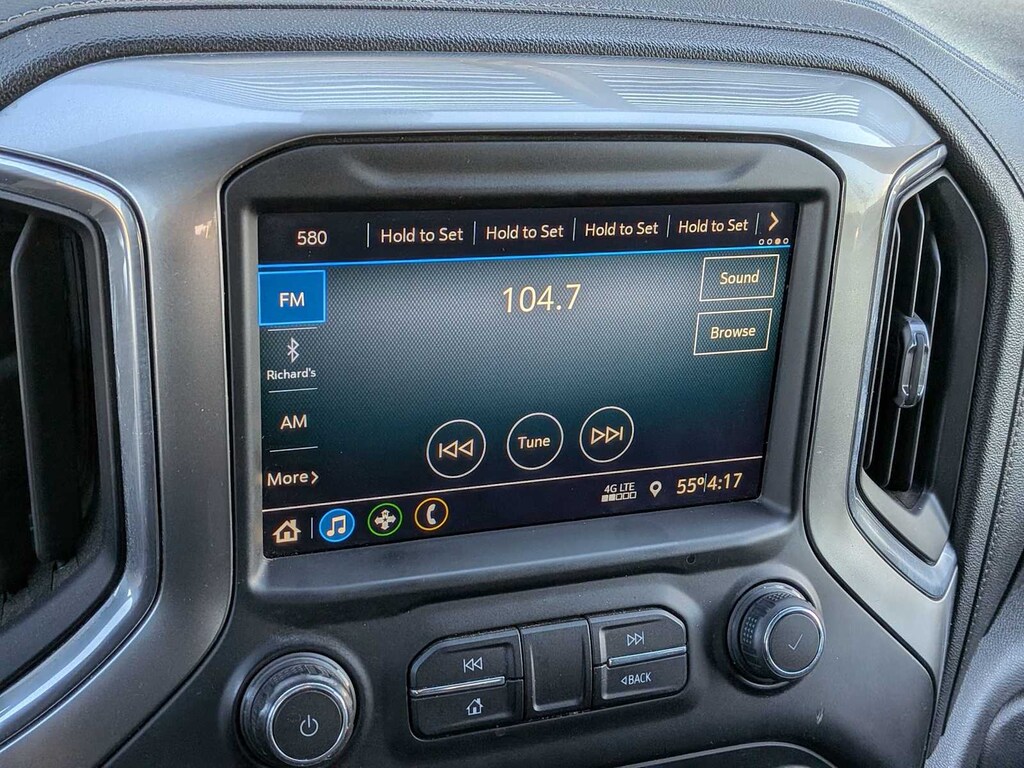 580 Hold to Set Hold to Set Hold to Set Hold to Set
FM
104.7
Sound
Browse
Richard's
AM
Tune
More
4G LTE
55° 4:17
BACK